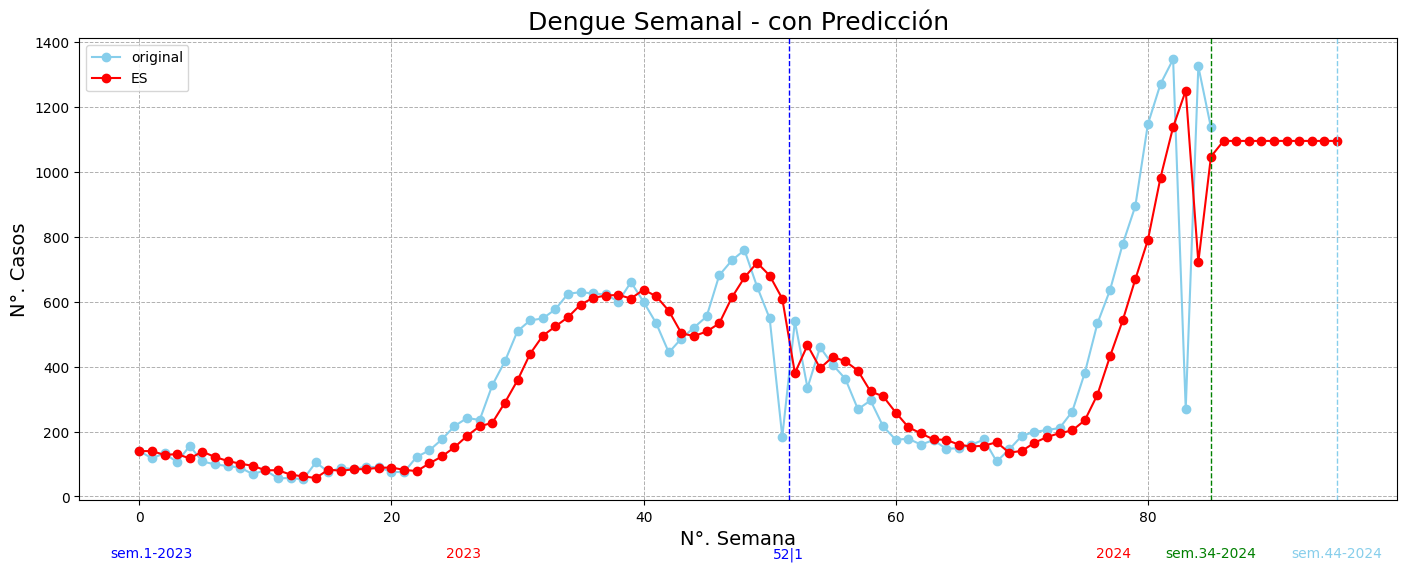 Dengue Semanal - con Predicción
original
ES
N°. Casos
1400
1200
1000
800
600
400
200
0
0 20 40 60 80
N°. Semana
sem.1-2023 2023 52|1 2024 sem.34-2024 sem.44-2024